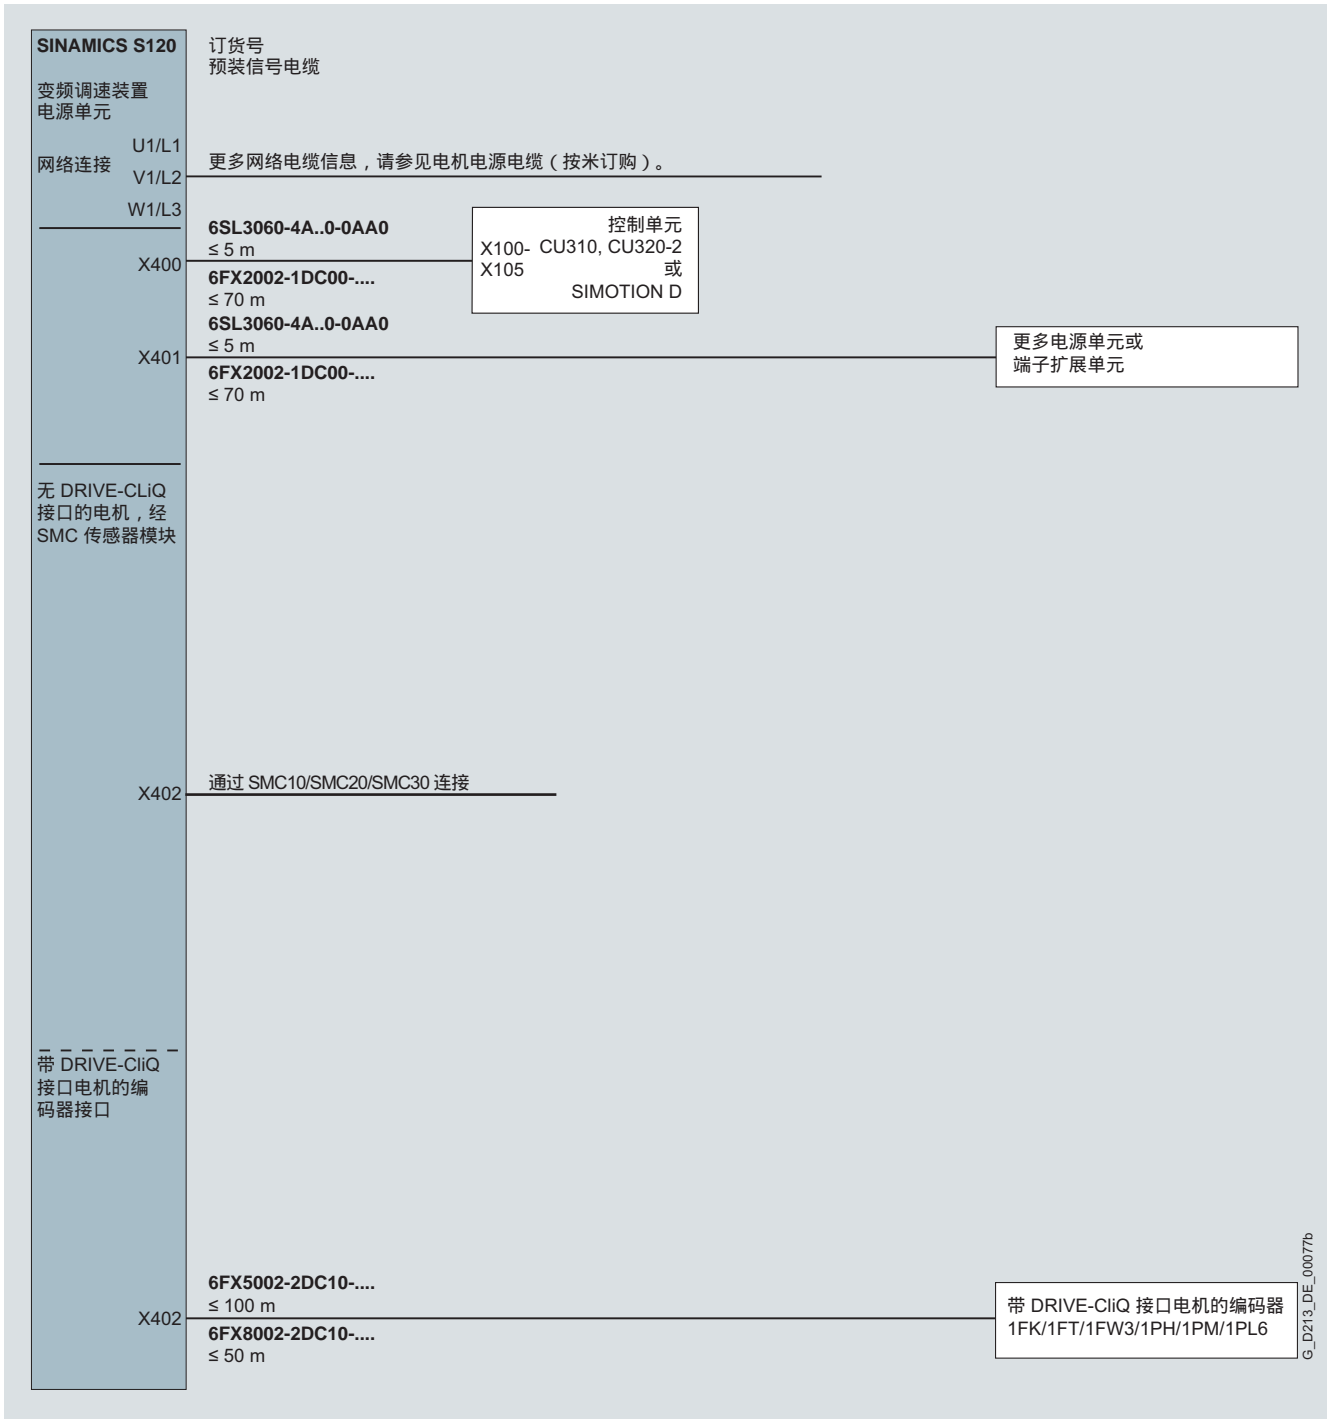 SINAMICS S120
订货号
预装信号电缆
变频调速装置
电源单元
U1/L1
网络连接
V1/L2
W1/L3
更多网络电缆信息，请参见电机电源电缆（按米订购）。
6SL3060-4A..0-0AA0
≤ 5 m
X400
6FX2002-1DC00-....
≤ 70 m
控制单元
X100- CU310, CU320-2
X105 或
SIMOTION D
6SL3060-4A..0-0AA0
≤ 5 m
X401
6FX2002-1DC00-....
≤ 70 m
更多电源单元或
端子扩展单元
无 DRIVE-CLiQ
接口的电机，经
SMC 传感器模块
通过 SMC10/SMC20/SMC30 连接
X402
带 DRIVE-CliQ
接口电机的编
码器接口
6FX5002-2DC10-....
≤ 100 m
X402
6FX8002-2DC10-....
≤ 50 m
带 DRIVE-CliQ 接口电机的编码器
1FK/1FT/1FW3/1PH/1PM/1PL6
G_D213_DE_00077b